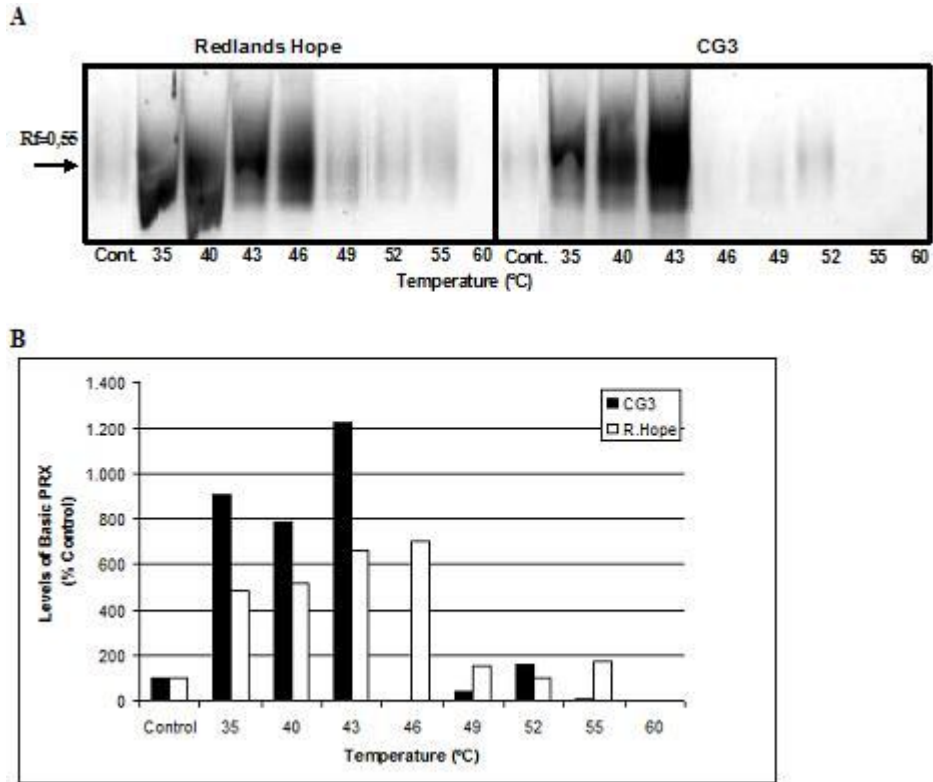 A
Redlands Hope CG3
Rf=0,55
Cont. 35 40 43 46 49 52 55 60 Cont. 35 40 43 46 49 52 55 60
Temperature (ºC)
B
1.400
1.200
1.000
800
600
400
200
0
Levels of Basic PRX
(% Control)
CG3
R.Hope
Control 35 40 43 46 49 52 55 60
Temperature (ºC)